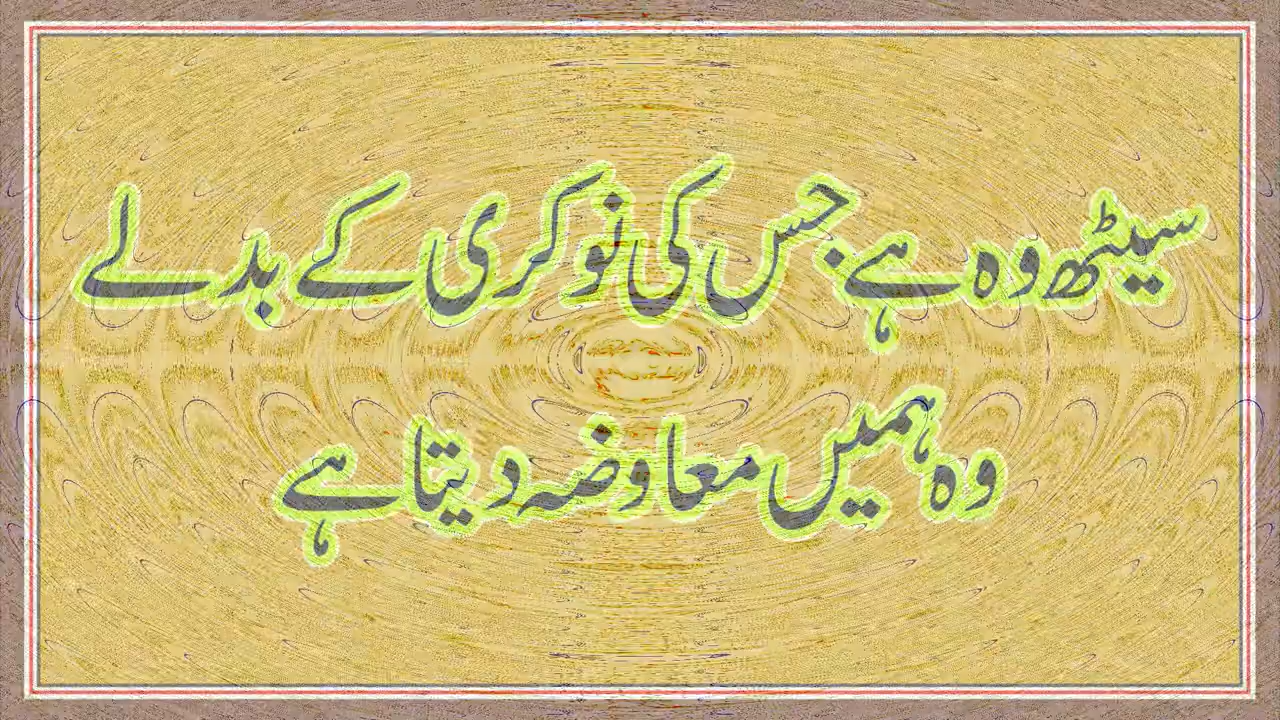 سیٹھ وہ ہے جس کی نوکری کے بدلے
وہ ہمیں معاوضہ دیتا ہے